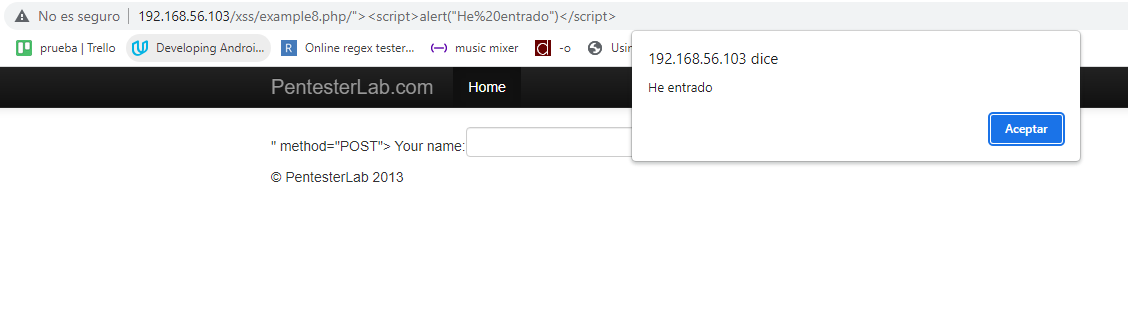 No es seguro | 192.168.56.103/xss/example8.php/"><script>alert("He%20entrado")</script>
prueba | Trello Developing Androi... R Online regex tester... music mixer -o Usin
192.168.56.103 dice
He entrado
Aceptar
PentesterLab.com Home
" method="POST"> Your name:
© PentesterLab 2013